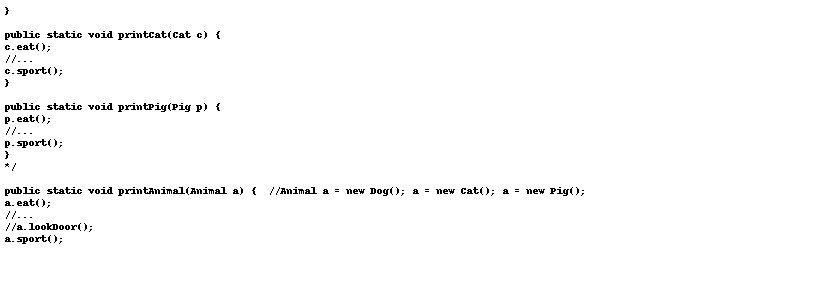 }
public static void printCat(Cat c) {
c.eat();
//...
c.sport();
}
public static void printPig(Pig p) {
p.eat();
//...
p.sport();
}
*/
public static void printAnimal(Animal a) {  //Animal a = new Dog(); a = new Cat(); a = new Pig();
a.eat();
//...
//a.lookDoor();
a.sport();